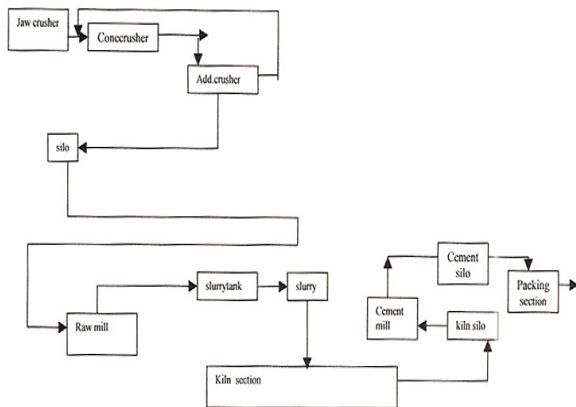 Jaw crusher
Conecrusher
Add.crusher
silo
Raw mill
slurrytank
slurry
Kiln section
kiln silo
Cement
mill
Cement
silo
Packing
section